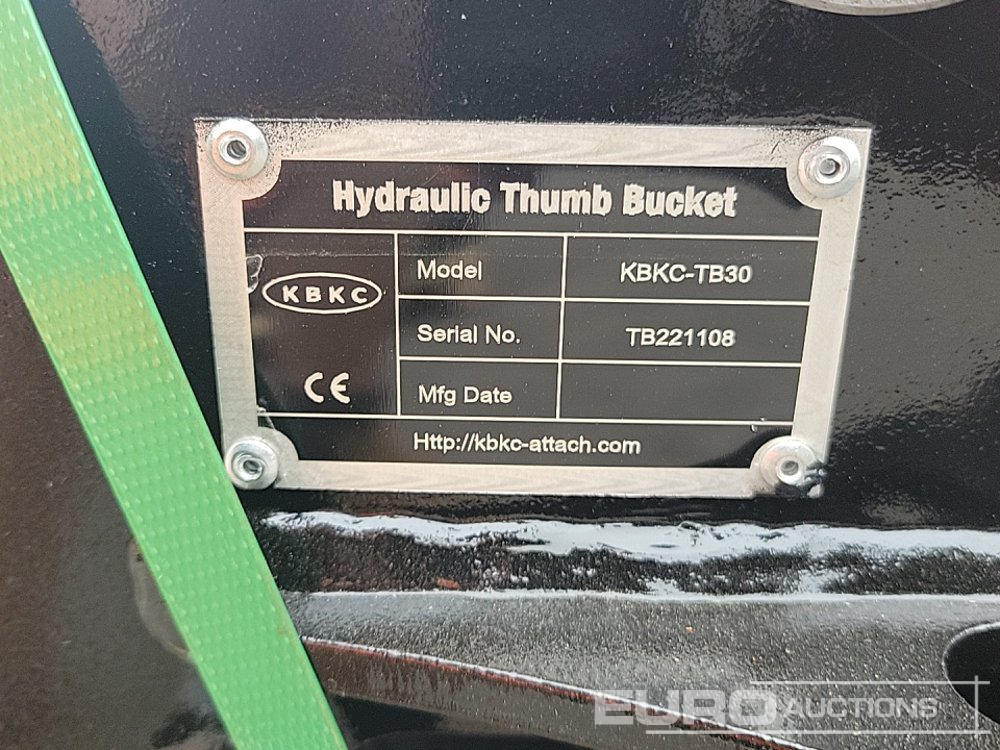 Hydraulic Thumb Bucket
KBKC
Model KBKC-TB30
Serial No. TB221108
CE
Mfg Date
Http://kbkc-attach.com
EURO AUCTIONS